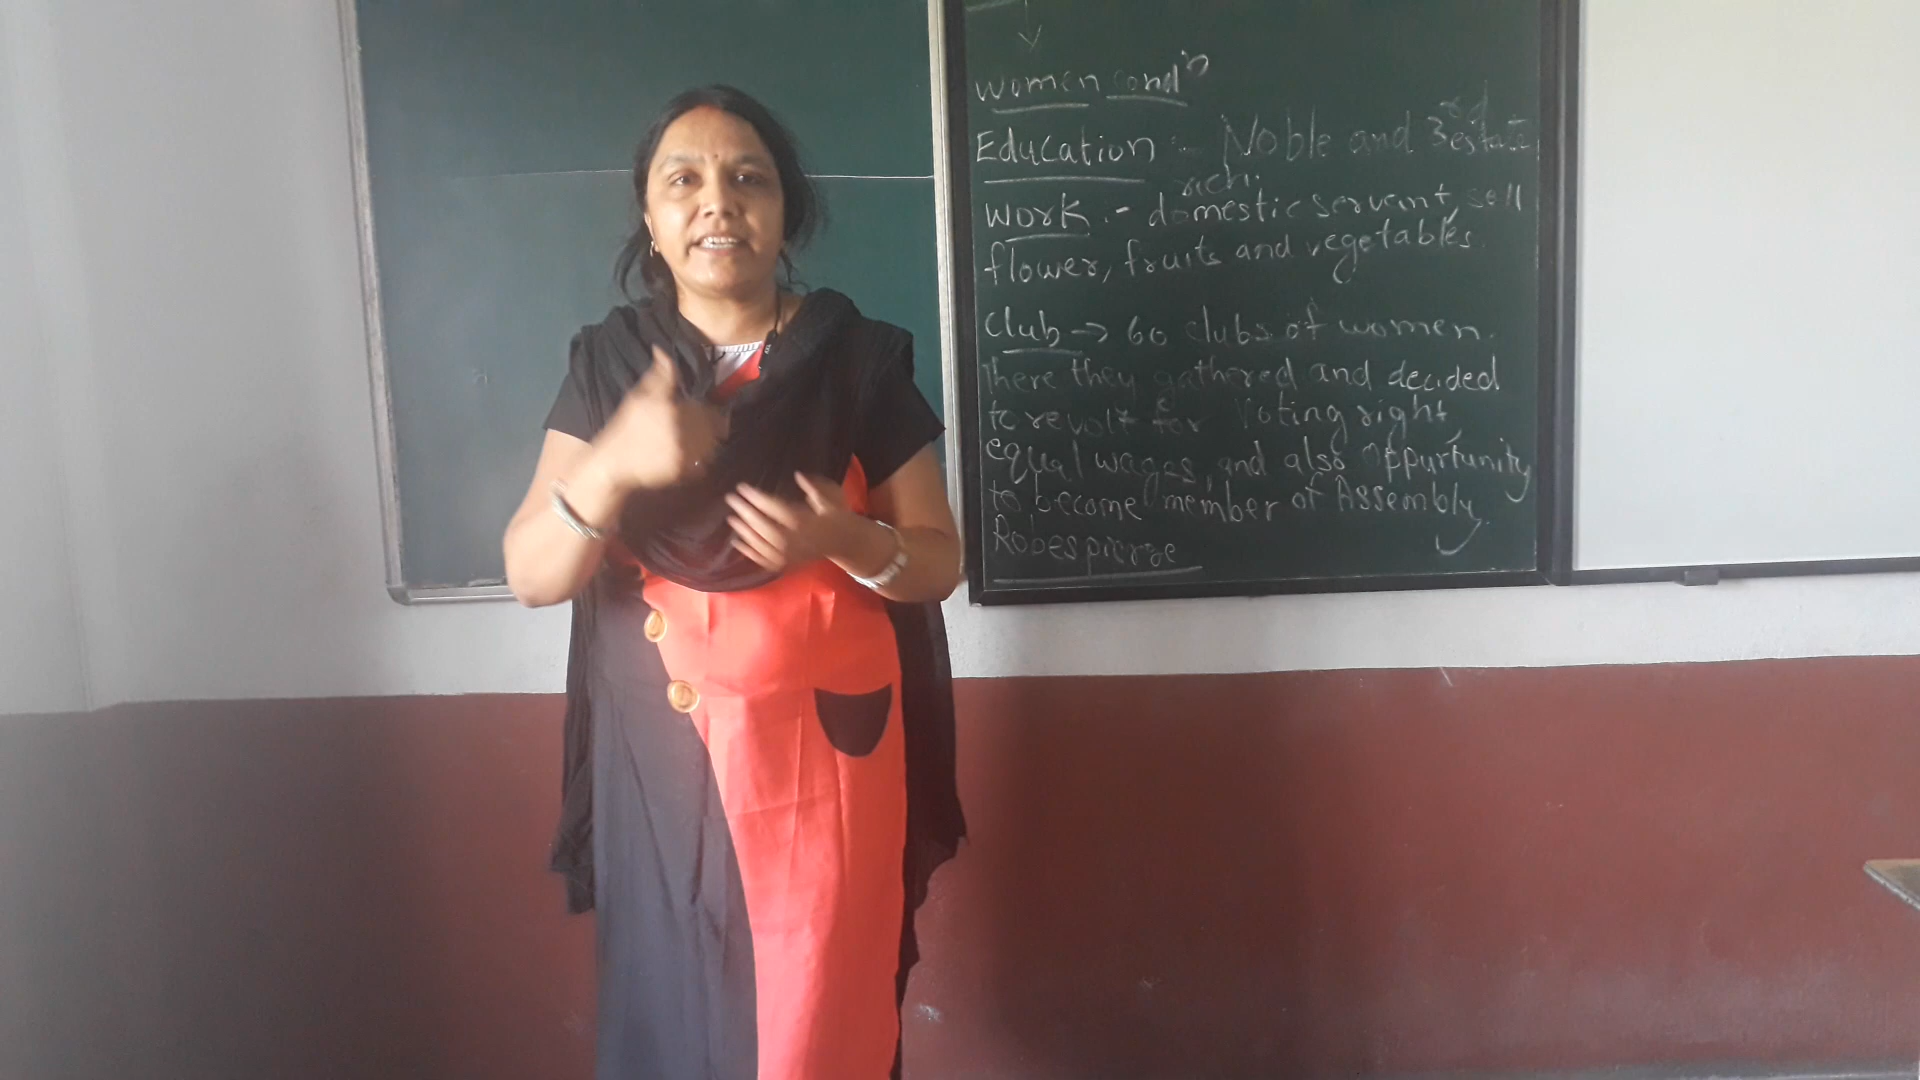 women cond'n
Education :- Noble and 3rd estate
rich.
work :- domestic servant, sell
flower, fruits and vegetables.
Club → 60 clubs of women.
There they gathered and decided
to revolt for Voting right,
equal wages, and also oppurtunity
to become member of Assembly.
Robespierre